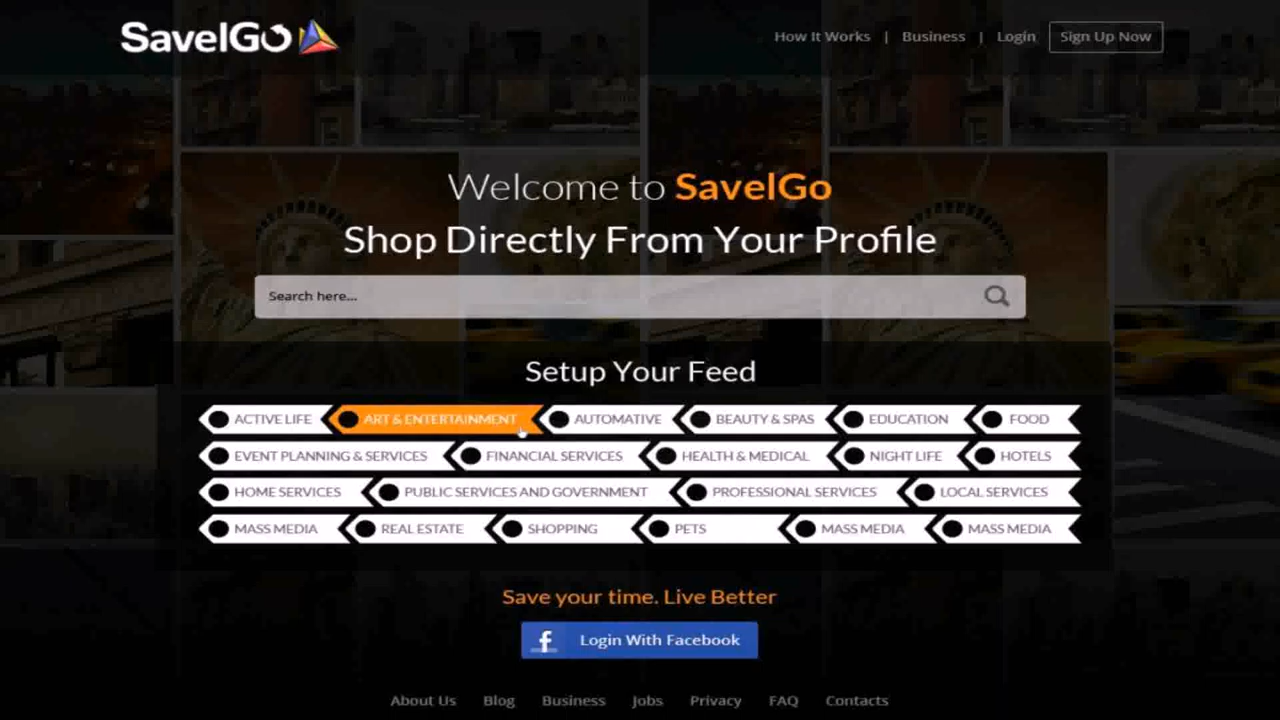 SavelGO
How It Works | Business | Login Sign Up Now
Welcome to SavelGo
Shop Directly From Your Profile
Search here...
Setup Your Feed
ACTIVE LIFE ART & ENTERTAINMENT AUTOMATIVE BEAUTY & SPAS EDUCATION FOOD
EVENT PLANNING & SERVICES FINANCIAL SERVICES HEALTH & MEDICAL NIGHT LIFE HOTELS
HOME SERVICES PUBLIC SERVICES AND GOVERNMENT PROFESSIONAL SERVICES LOCAL SERVICES
MASS MEDIA REAL ESTATE SHOPPING PETS MASS MEDIA MASS MEDIA
Save your time. Live Better
f Login With Facebook
About Us Blog Business Jobs Privacy FAQ Contacts